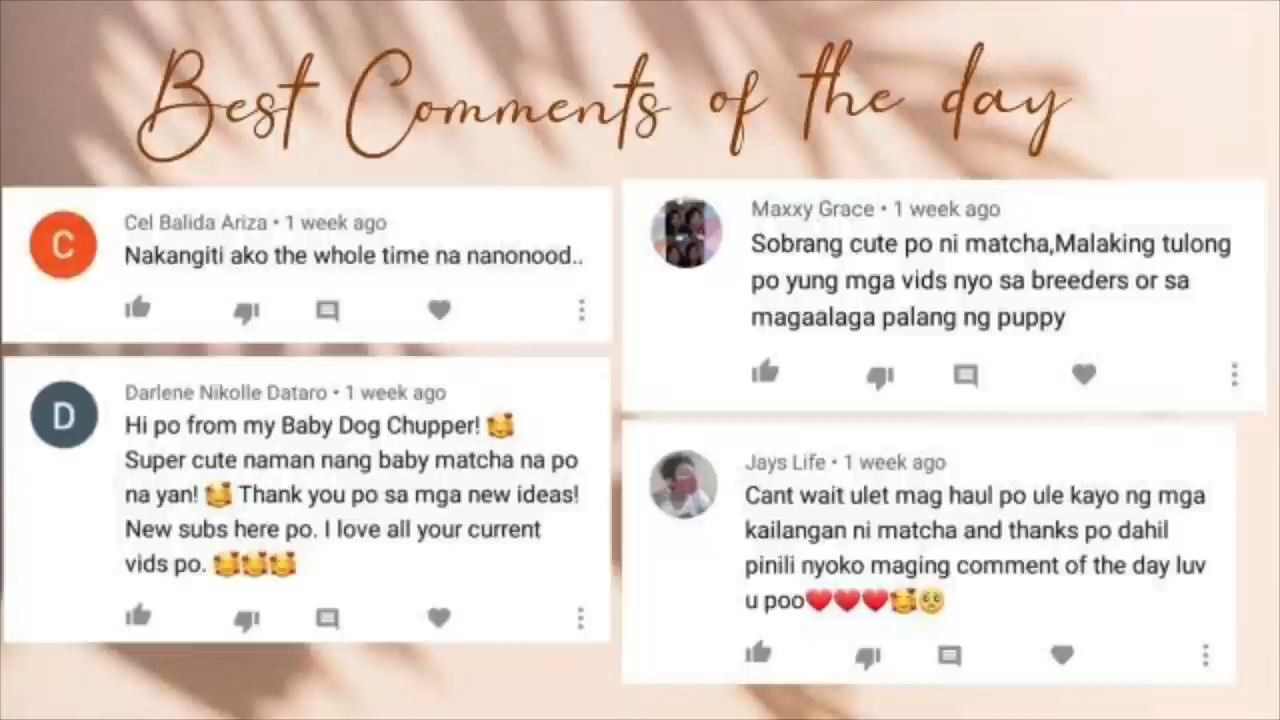 Best Comments of the day
Cel Balida Ariza • 1 week ago
Nakangiti ako the whole time na nanonood..
C
Darlene Nikolle Dataro • 1 week ago
D
Hi po from my Baby Dog Chupper! 🥰
Super cute naman nang baby matcha na po
na yan! 🥰 Thank you po sa mga new ideas!
New subs here po. I love all your current
vids po. 🥰🥰🥰
Maxxy Grace • 1 week ago
Sobrang cute po ni matcha,Malaking tulong
po yung mga vids nyo sa breeders or sa
magaalaga palang ng puppy
Jays Life • 1 week ago
Cant wait ulet mag haul po ule kayo ng mga
kailangan ni matcha and thanks po dahil
pinili nyoko maging comment of the day luv
u poo❤️❤️❤️🥰🥺